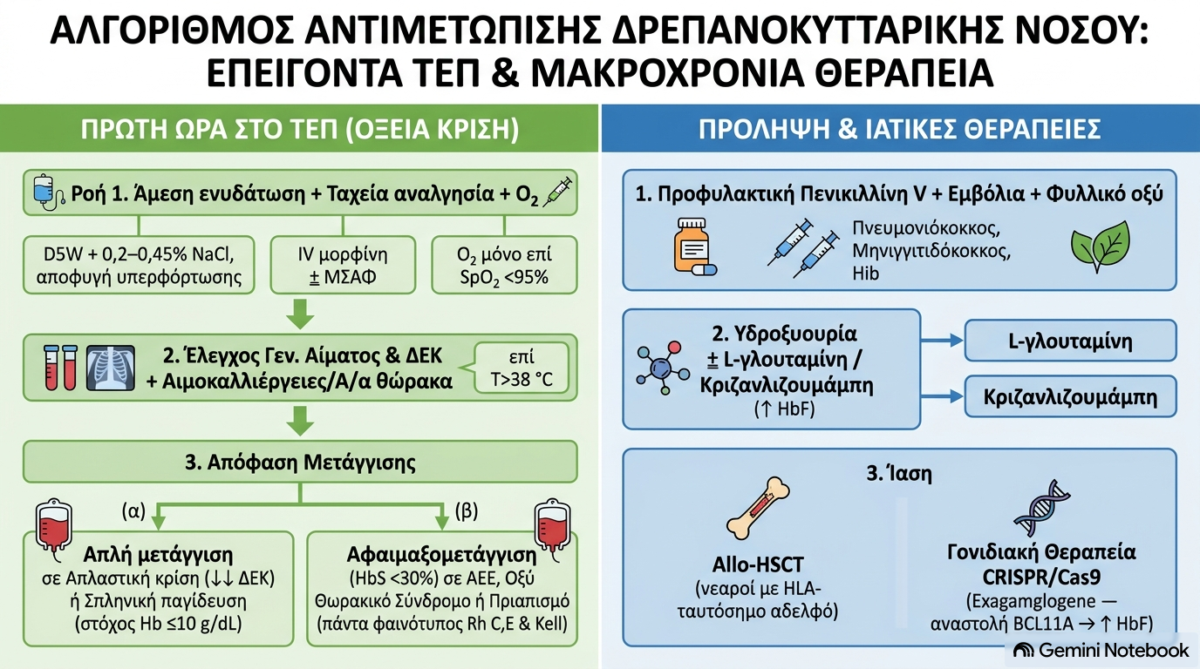 ΑΛΓΟΡΙΘΜΟΣ ΑΝΤΙΜΕΤΩΠΙΣΗΣ ΔΡΕΠΑΝΟΚΥΤΤΑΡΙΚΗΣ ΝΟΣΟΥ:
ΕΠΕΙΓΟΝΤΑ ΤΕΠ & ΜΑΚΡΟΧΡΟΝΙΑ ΘΕΡΑΠΕΙΑ
ΠΡΩΤΗ ΩΡΑ ΣΤΟ ΤΕΠ (ΟΞΕΙΑ ΚΡΙΣΗ)
Ροή 1. Άμεση ενυδάτωση + Ταχεία αναλγησία + O₂
D5W + 0,2–0,45% NaCl,
αποφυγή υπερφόρτωσης
IV μορφίνη
± ΜΣΑΦ
O₂ μόνο επί
SpO₂ <95%
2. Έλεγχος Γεν. Αίματος & ΔΕΚ
+ Αιμοκαλλιέργειες/Α/α θώρακα
επί
T>38 °C
3. Απόφαση Μετάγγισης
(α)
(β)
Απλή μετάγγιση
σε Απλαστική κρίση (↓↓ ΔΕΚ)
ή Σπληνική παγίδευση
(στόχος Hb ≤10 g/dL)
Αφαιμαξομετάγγιση
(HbS <30%) σε ΑΕΕ, Οξύ
Θωρακικό Σύνδρομο ή Πριαπισμό
(πάντα φαινότυπος Rh C,E & Kell)
ΠΡΟΛΗΨΗ & ΙΑΤΙΚΕΣ ΘΕΡΑΠΕΙΕΣ
1. Προφυλακτική Πενικιλλίνη V + Εμβόλια + Φυλλικό οξύ
Πνευμονιόκοκκος,
Μηνιγγιτιδόκοκκος,
Hib
2. Υδροξυουρία
± L-γλουταμίνη /
Κριζανλιζουμάμπη
(↑ HbF)
L-γλουταμίνη
Κριζανλιζουμάμπη
3. Ίαση
Allo-HSCT
(νεαροί με HLA-
ταυτόσημο αδελφό)
Γονιδιακή Θεραπεία
CRISPR/Cas9
(Exagamglogene —
αναστολή BCL11A → ↑ HbF)
Gemini Notebook